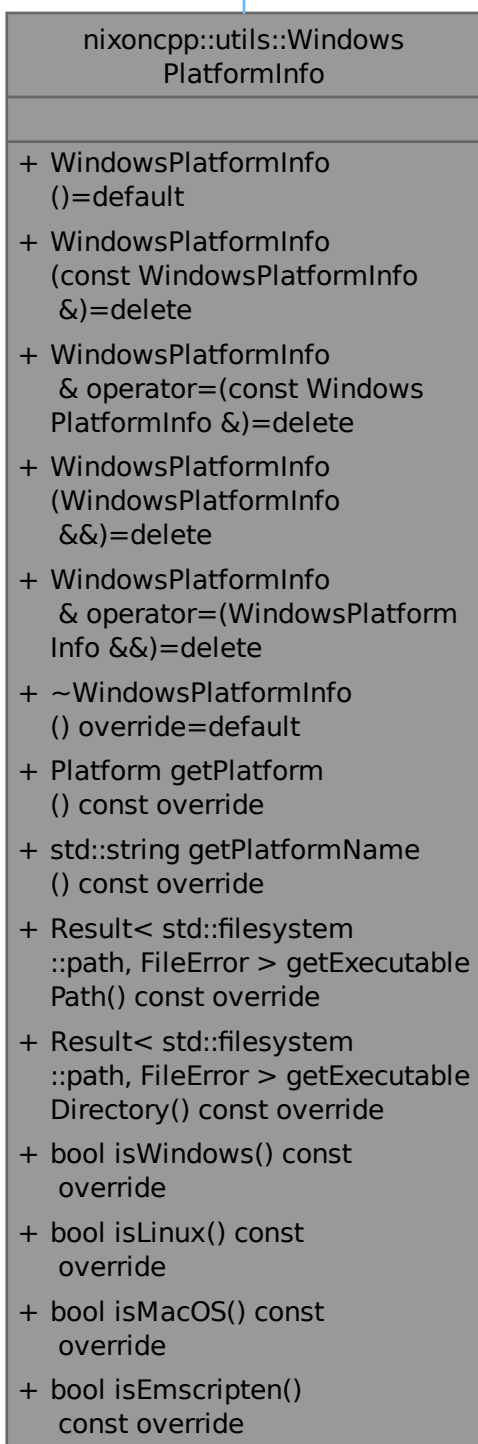 nixoncpp::utils::Windows
PlatformInfo
+ WindowsPlatformInfo
()=default
+ WindowsPlatformInfo
(const WindowsPlatformInfo
&)=delete
+ WindowsPlatformInfo
& operator=(const Windows
PlatformInfo &)=delete
+ WindowsPlatformInfo
(WindowsPlatformInfo
&&)=delete
+ WindowsPlatformInfo
& operator=(WindowsPlatform
Info &&)=delete
+ ~WindowsPlatformInfo
() override=default
+ Platform getPlatform
() const override
+ std::string getPlatformName
() const override
+ Result< std::filesystem
::path, FileError > getExecutable
Path() const override
+ Result< std::filesystem
::path, FileError > getExecutable
Directory() const override
+ bool isWindows() const
override
+ bool isLinux() const
override
+ bool isMacOS() const
override
+ bool isEmscripten()
const override